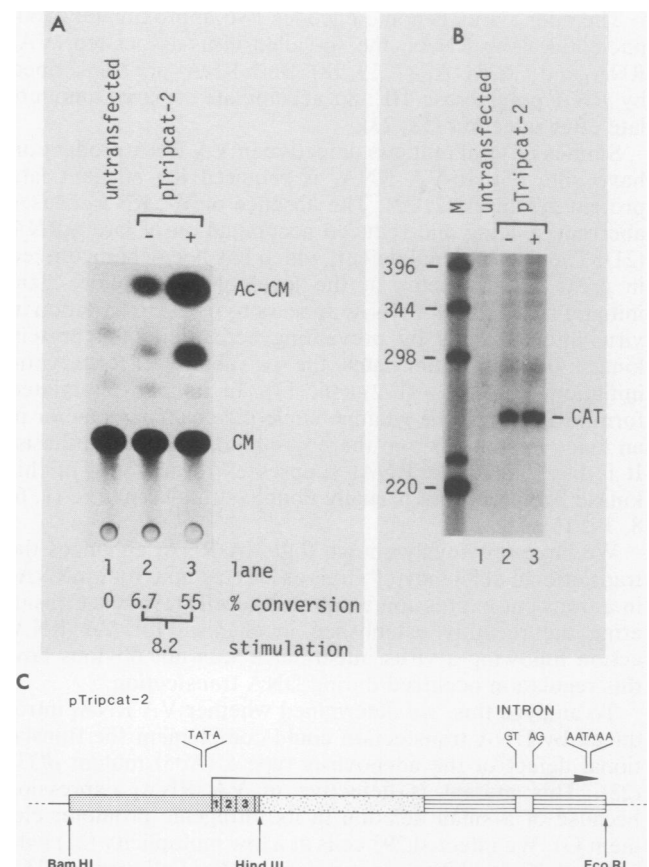 A
untransfected
pTripcat-2
- +
Ac-CM
CM
1 2 3 lane
0 6.7 55 % conversion
8.2 stimulation
B
M
untransfected
pTripcat-2
- +
396 –
344 –
298 –
– CAT
220 –
1 2 3
C
pTripcat-2
INTRON
TATA
GT AG AATAAA
1 2 3
Bam HI Hind III Eco RI